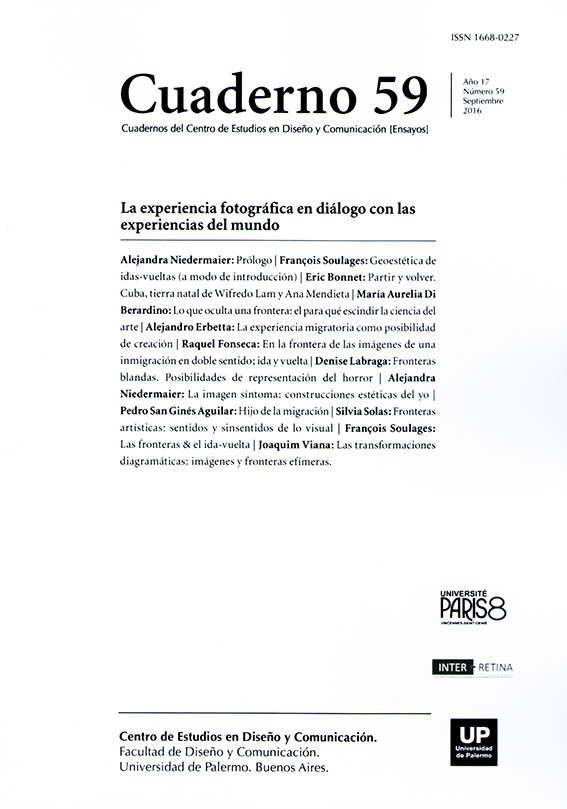 ISSN 1668-0227
Cuaderno 59
Cuadernos del Centro de Estudios en Diseño y Comunicación [Ensayos]
Año 17
Número 59
Septiembre
2016
La experiencia fotográfica en diálogo con las
experiencias del mundo
Alejandra Niedermaier: Prólogo | François Soulages: Geoestética de
idas-vueltas (a modo de introducción) | Eric Bonnet: Partir y volver.
Cuba, tierra natal de Wifredo Lam y Ana Mendieta | María Aurelia Di
Berardino: Lo que oculta una frontera: el para qué escindir la ciencia del
arte | Alejandro Erbetta: La experiencia migratoria como posibilidad
de creación | Raquel Fonseca: En la frontera de las imágenes de una
inmigración en doble sentido; ida y vuelta | Denise Labraga: Fronteras
blandas. Posibilidades de representación del horror | Alejandra
Niedermaier: La imagen síntoma: construcciones estéticas del yo |
Pedro San Ginés Aguilar: Hijo de la migración | Silvia Solas: Fronteras
artísticas: sentidos y sinsentidos de lo visual | François Soulages:
Las fronteras & el ida-vuelta | Joaquim Viana: Las transformaciones
diagramáticas: imágenes y fronteras efímeras.
UNIVERSITÉ
PARIS8
VINCENNES-SAINT-DENIS
INTER - RETINA
Centro de Estudios en Diseño y Comunicación.
Facultad de Diseño y Comunicación.
Universidad de Palermo. Buenos Aires.
UP
Universidad
de Palermo